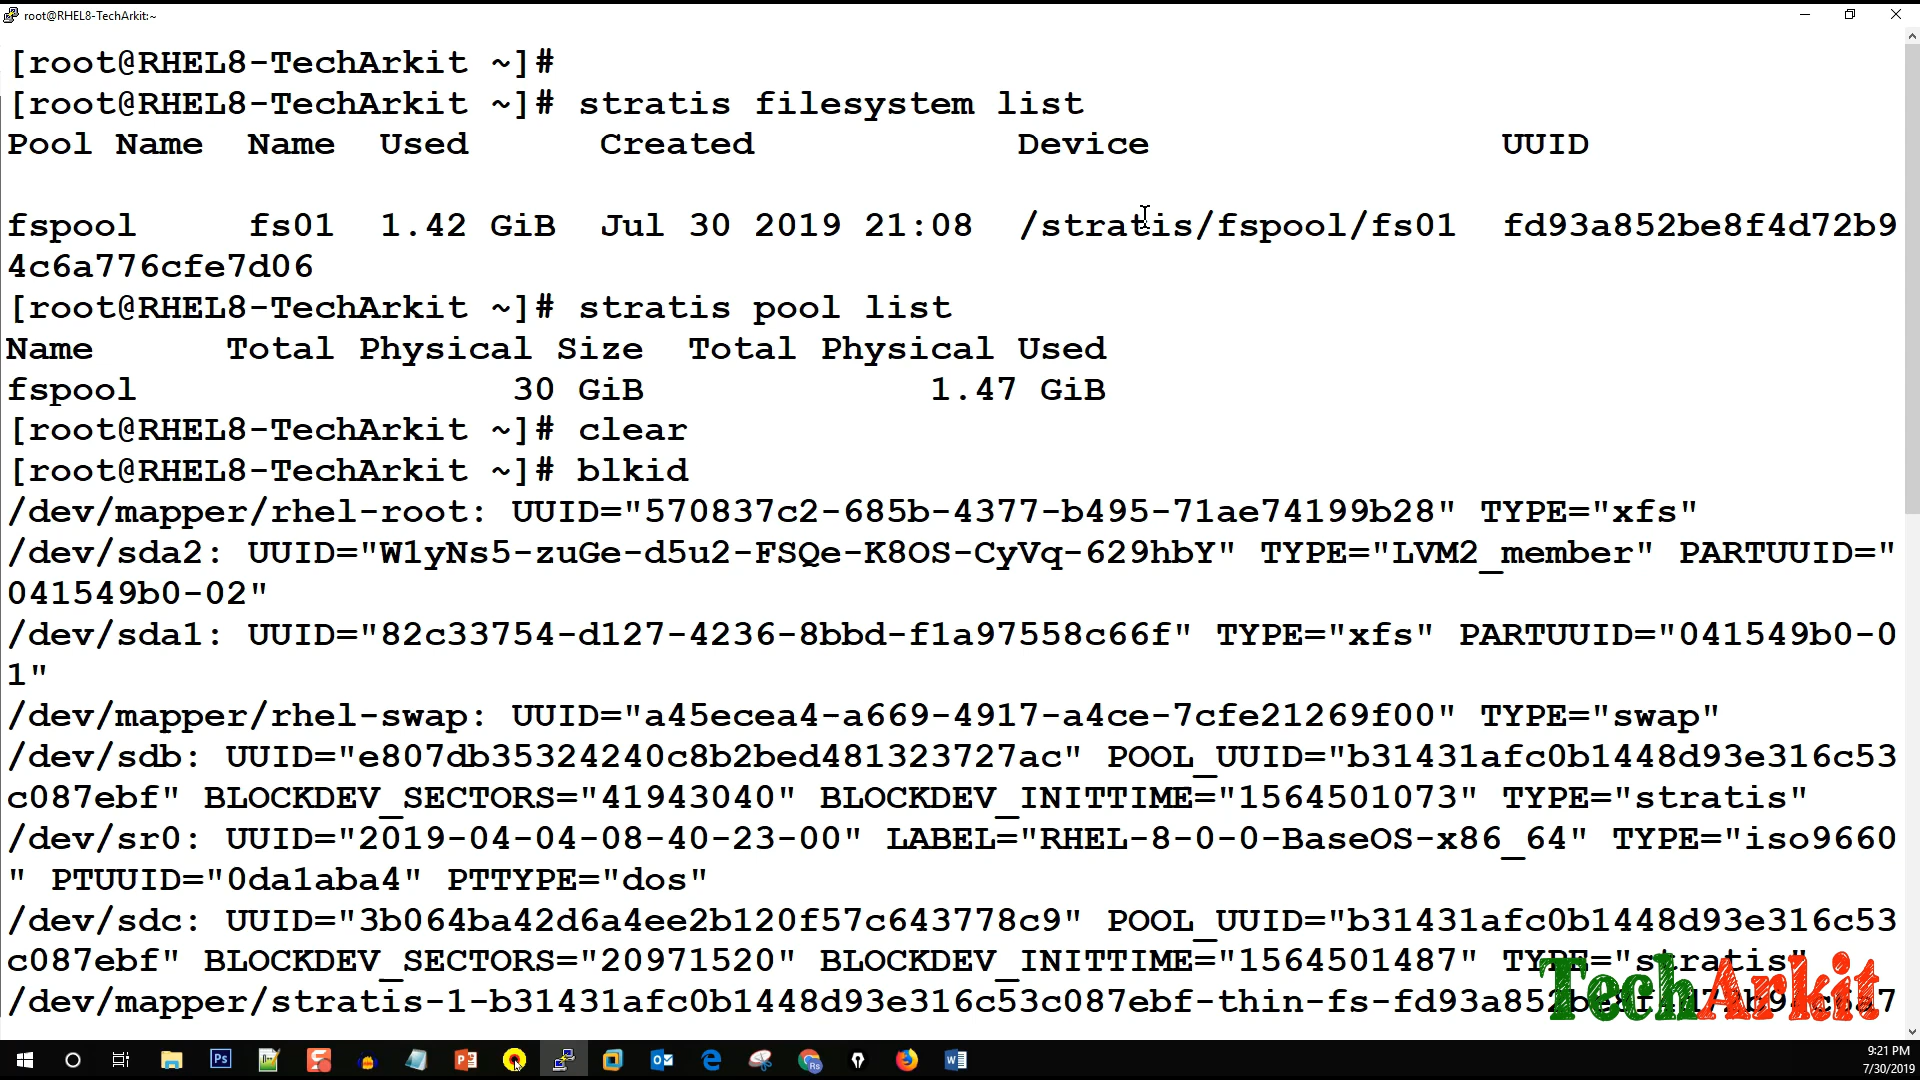 root@RHEL8-TechArkit:~
[root@RHEL8-TechArkit ~]#
[root@RHEL8-TechArkit ~]# stratis filesystem list
Pool Name  Name  Used      Created            Device                UUID
fspool     fs01  1.42 GiB  Jul 30 2019 21:08  /stratis/fspool/fs01  fd93a852be8f4d72b9
4c6a776cfe7d06
[root@RHEL8-TechArkit ~]# stratis pool list
Name      Total Physical Size  Total Physical Used
fspool                 30 GiB             1.47 GiB
[root@RHEL8-TechArkit ~]# clear
[root@RHEL8-TechArkit ~]# blkid
/dev/mapper/rhel-root: UUID="570837c2-685b-4377-b495-71ae74199b28" TYPE="xfs"
/dev/sda2: UUID="W1yNs5-zuGe-d5u2-FSQe-K8OS-CyVq-629hbY" TYPE="LVM2_member" PARTUUID="
041549b0-02"
/dev/sda1: UUID="82c33754-d127-4236-8bbd-f1a97558c66f" TYPE="xfs" PARTUUID="041549b0-0
1"
/dev/mapper/rhel-swap: UUID="a45ecea4-a669-4917-a4ce-7cfe21269f00" TYPE="swap"
/dev/sdb: UUID="e807db35324240c8b2bed481323727ac" POOL_UUID="b31431afc0b1448d93e316c53
c087ebf" BLOCKDEV_SECTORS="41943040" BLOCKDEV_INITTIME="1564501073" TYPE="stratis"
/dev/sr0: UUID="2019-04-04-08-40-23-00" LABEL="RHEL-8-0-0-BaseOS-x86_64" TYPE="iso9660
" PTUUID="0da1aba4" PTTYPE="dos"
/dev/sdc: UUID="3b064ba42d6a4ee2b120f57c643778c9" POOL_UUID="b31431afc0b1448d93e316c53
c087ebf" BLOCKDEV_SECTORS="20971520" BLOCKDEV_INITTIME="1564501487" TYPE="stratis"
/dev/mapper/stratis-1-b31431afc0b1448d93e316c53c087ebf-thin-fs-fd93a852be8f4d72b94c6a7
TechArkit
9:21 PM
7/30/2019